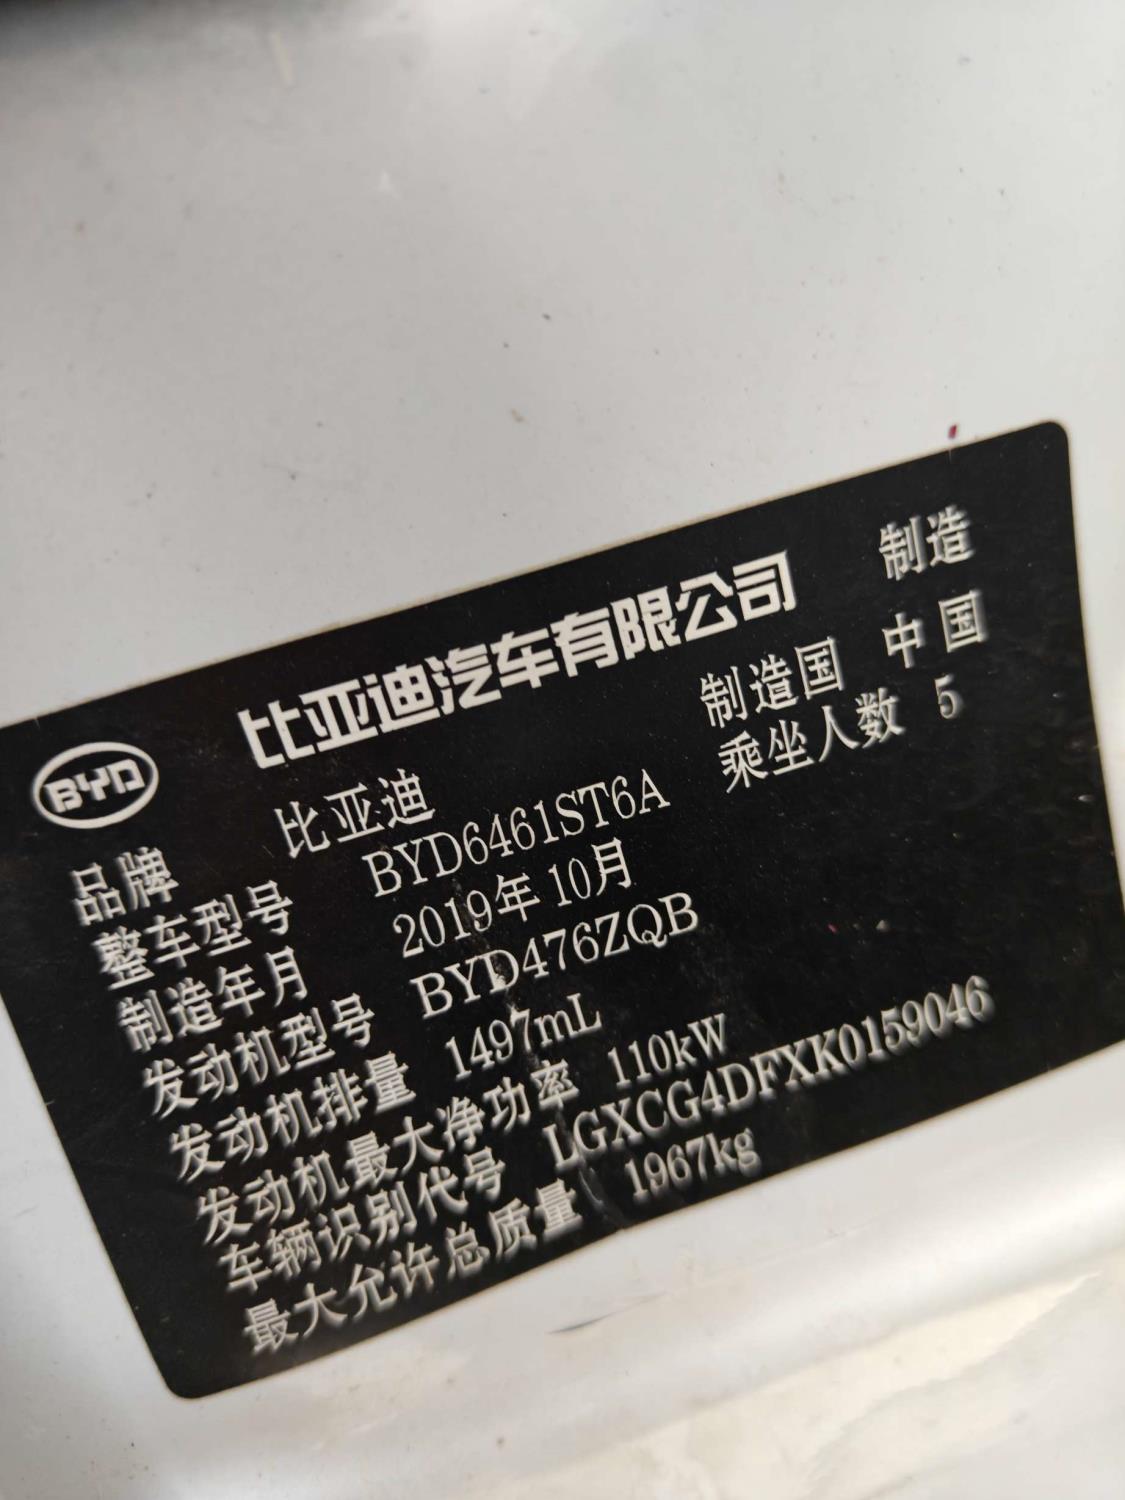 BYD 比亚迪汽车有限公司 制造
品牌 比亚迪 制造国 中国
整车型号 BYD6461ST6A 乘坐人数 5
制造年月 2019年10月
发动机型号 BYD476ZQB
发动机排量 1497mL
发动机最大净功率 110kW
车辆识别代号 LGXCG4DFXK0159046
最大允许总质量 1967kg